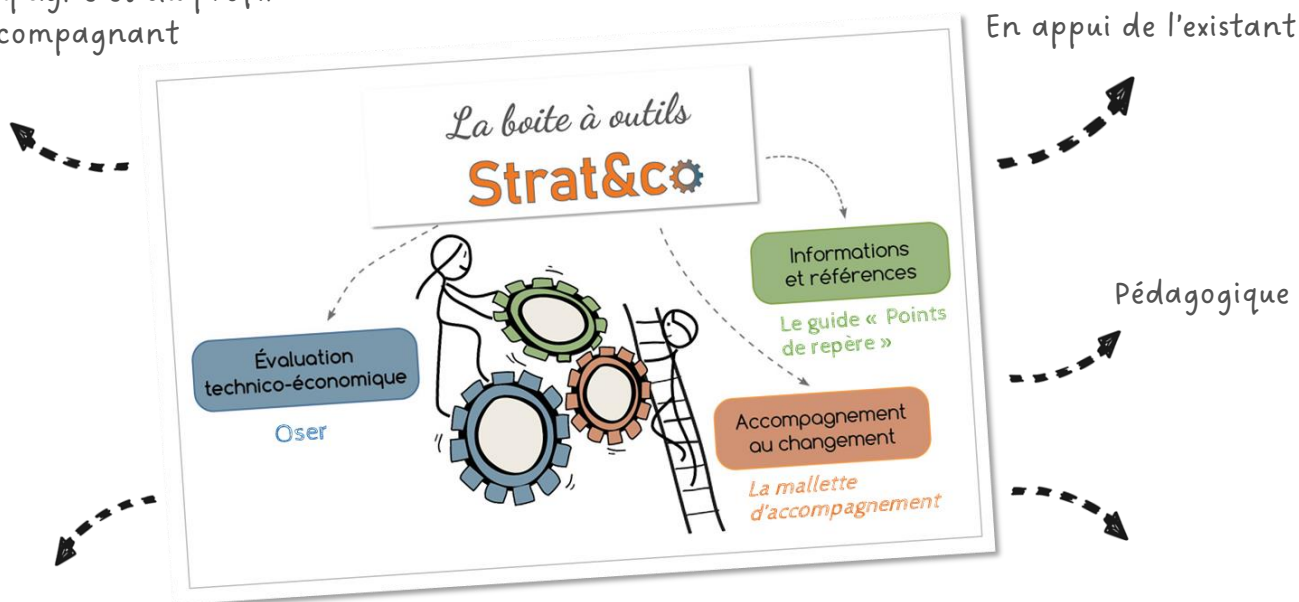 compagnant
En appui de l'existant
La boite à outils
Strat&co
Informations
et références
Le guide « Points
de repère »
Pédagogique
Évaluation
technico-économique
Oser
Accompagnement
au changement
La mallette
d'accompagnement